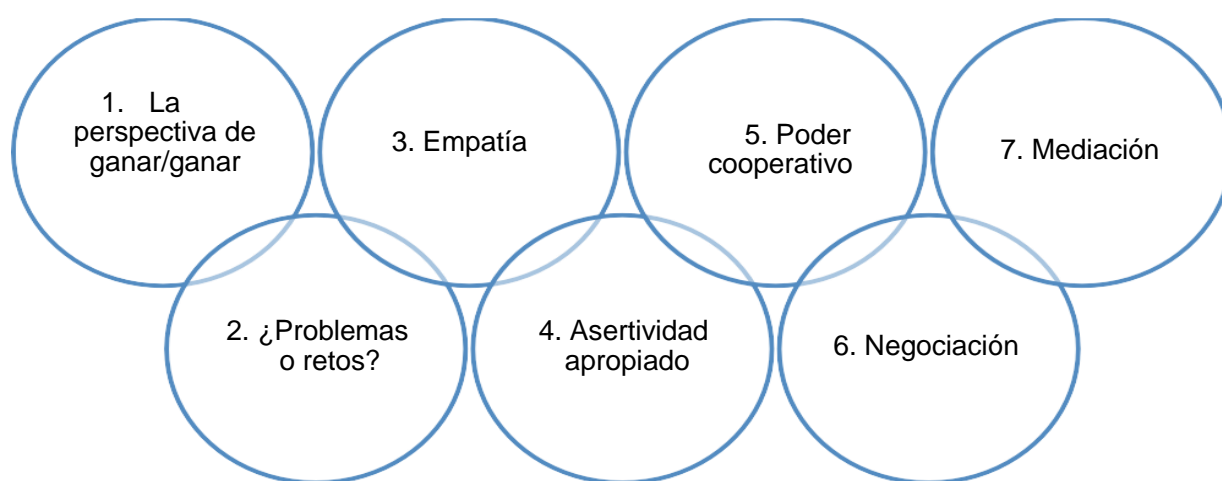 1. La
perspectiva de
ganar/ganar
2. ¿Problemas
o retos?
3. Empatía
4. Asertividad
apropiado
5. Poder
cooperativo
6. Negociación
7. Mediación